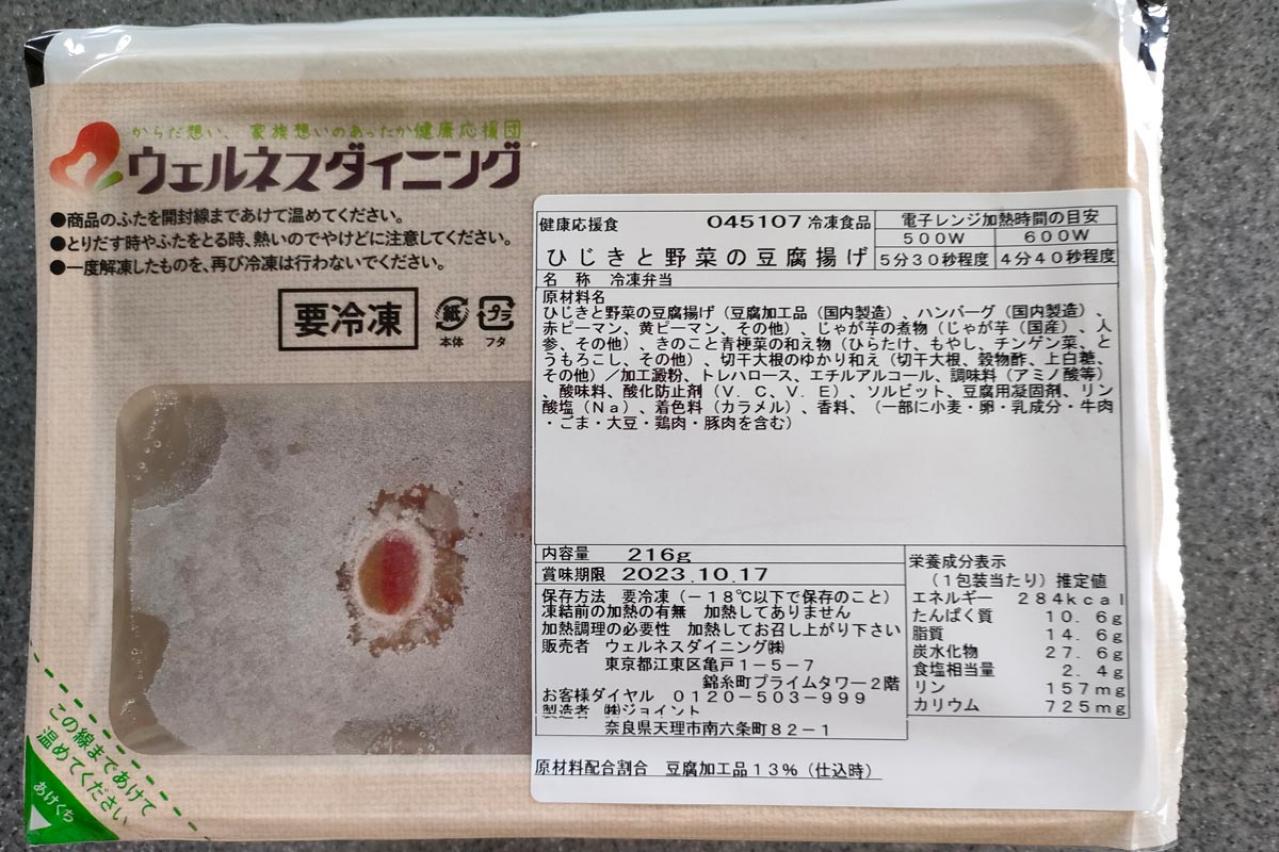 からだ想い、家族想いのあったか健康応援団
ウェルネスダイニング
●商品のふたを開封線まであけて温めてください。
●とりだす時やふたをとる時、熱いのでやけどに注意してください。
●一度解凍したものを、再び冷凍は行わないでください。
要冷凍
紙
本体
プラ
フタ
この線まであけて
温めてください
あけくち
健康応援食 045107 冷凍食品
ひじきと野菜の豆腐揚げ
電子レンジ加熱時間の目安
500W 600W
5分30秒程度 4分40秒程度
名 称 冷凍弁当
原材料名
ひじきと野菜の豆腐揚げ（豆腐加工品（国内製造）、ハンバーグ（国内製造）、
赤ピーマン、黄ピーマン、その他）、じゃが芋の煮物（じゃが芋（国産）、人
参、その他）、きのこと青梗菜の和え物（ひらたけ、もやし、チンゲン菜、と
うもろこし、その他）、切干大根のゆかり和え（切干大根、穀物酢、上白糖、
その他）／加工澱粉、トレハロース、エチルアルコール、調味料（アミノ酸等）
、酸味料、酸化防止剤（V．C、V．E）、ソルビット、豆腐用凝固剤、リン
酸塩（Na）、着色料（カラメル）、香料、（一部に小麦・卵・乳成分・牛肉
・ごま・大豆・鶏肉・豚肉を含む）
内容量 216g
賞味期限 2023.10.17
保存方法 要冷凍（－18℃以下で保存のこと）
凍結前の加熱の有無 加熱してありません
加熱調理の必要性 加熱してお召し上がり下さい
販売者 ウェルネスダイニング㈱
東京都江東区亀戸1－5－7
錦糸町プライムタワー2階
お客様ダイヤル 0120－503－999
製造者 ㈱ジョイント
奈良県天理市南六条町82－1
栄養成分表示
（1包装当たり）推定値
エネルギー 284kcal
たんぱく質 10.6g
脂質 14.6g
炭水化物 27.6g
食塩相当量 2.4g
リン 157mg
カリウム 725mg
原材料配合割合 豆腐加工品13%（仕込時）